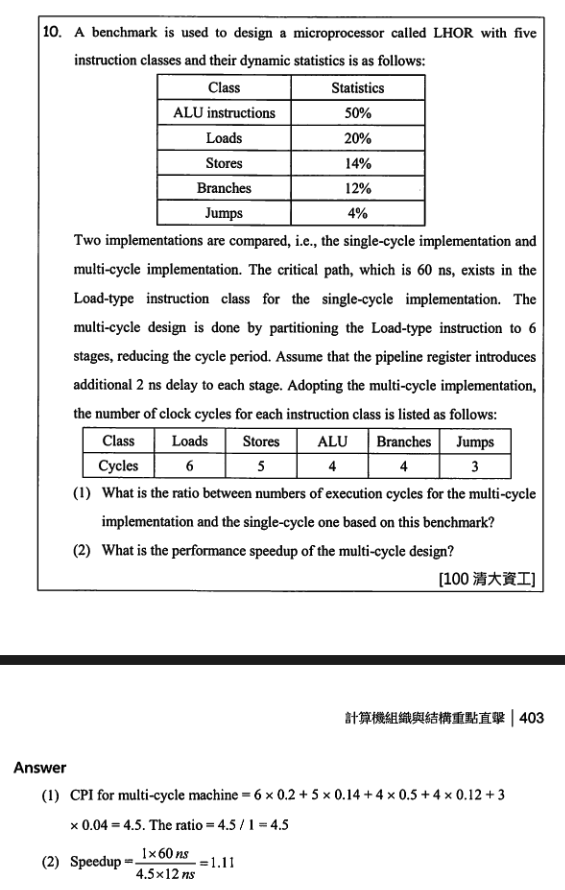 10. A benchmark is used to design a microprocessor called LHOR with five
instruction classes and their dynamic statistics is as follows:
Class Statistics
ALU instructions 50%
Loads 20%
Stores 14%
Branches 12%
Jumps 4%
Two implementations are compared, i.e., the single-cycle implementation and
multi-cycle implementation. The critical path, which is 60 ns, exists in the
Load-type instruction class for the single-cycle implementation. The
multi-cycle design is done by partitioning the Load-type instruction to 6
stages, reducing the cycle period. Assume that the pipeline register introduces
additional 2 ns delay to each stage. Adopting the multi-cycle implementation,
the number of clock cycles for each instruction class is listed as follows:
Class Loads Stores ALU Branches Jumps
Cycles 6 5 4 4 3
(1) What is the ratio between numbers of execution cycles for the multi-cycle
implementation and the single-cycle one based on this benchmark?
(2) What is the performance speedup of the multi-cycle design?
[100 清大資工]
計算機組織與結構重點直擊 | 403
Answer
(1) CPI for multi-cycle machine = 6 × 0.2 + 5 × 0.14 + 4 × 0.5 + 4 × 0.12 + 3
× 0.04 = 4.5. The ratio = 4.5 / 1 = 4.5
(2) Speedup = 1×60 ns / 4.5×12 ns = 1.11